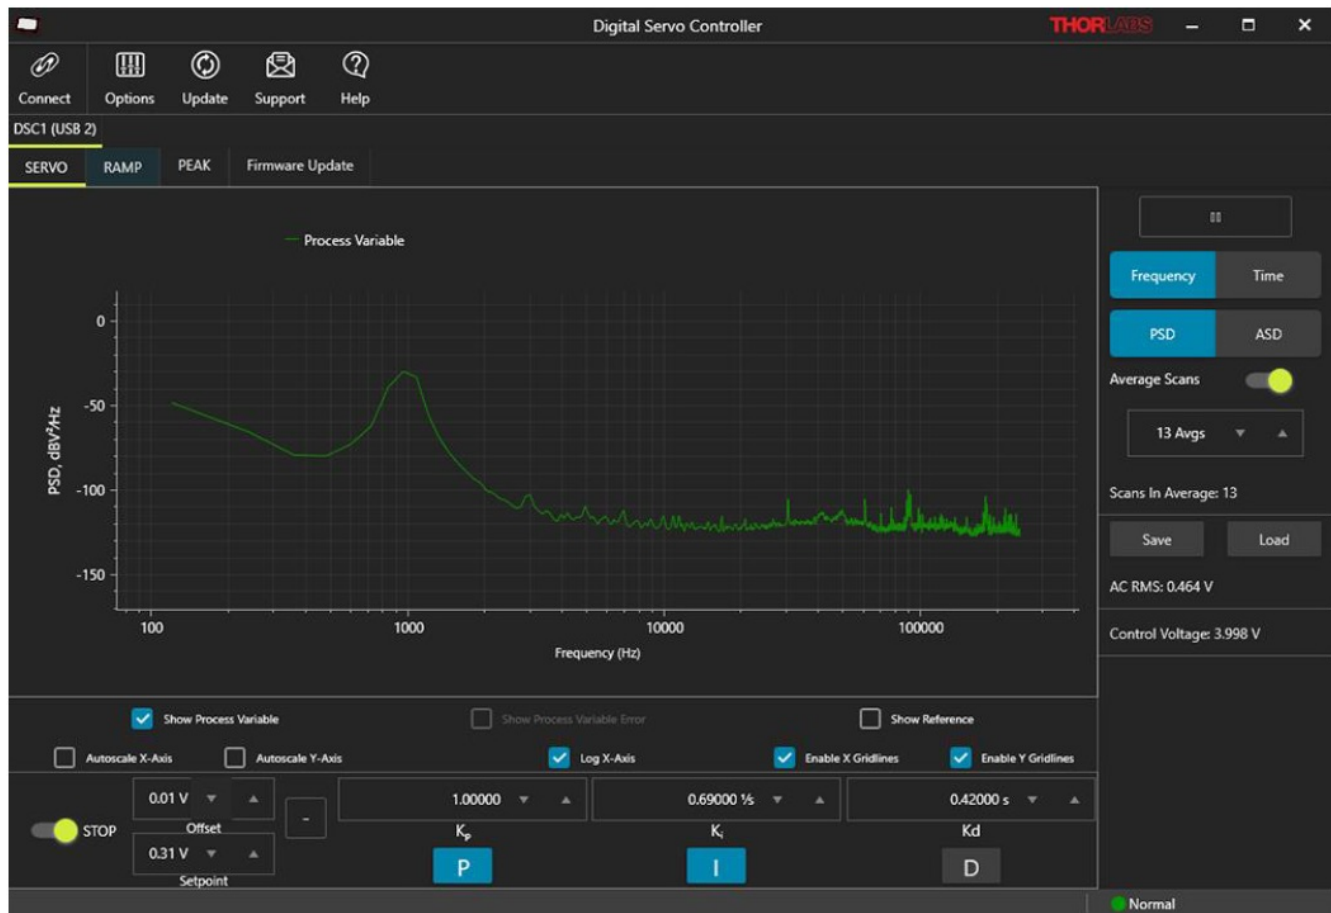 Digital Servo Controller
THORLABS
Connect
Options
Update
Support
Help
DSC1 (USB 2)
SERVO
RAMP
PEAK
Firmware Update
Process Variable
0
-50
-100
-150
PSD, dBV²/Hz
100
1000
10000
100000
Frequency (Hz)
Frequency
Time
PSD
ASD
Average Scans
13 Avgs
Scans In Average: 13
Save
Load
AC RMS: 0.464 V
Control Voltage: 3.998 V
Show Process Variable
Show Process Variable Error
Show Reference
Autoscale X-Axis
Autoscale Y-Axis
Log X-Axis
Enable X Gridlines
Enable Y Gridlines
STOP
0.01 V
Offset
0.31 V
Setpoint
-
1.00000
Kp
P
0.69000 ¹⁄s
Ki
I
0.42000 s
Kd
D
Normal